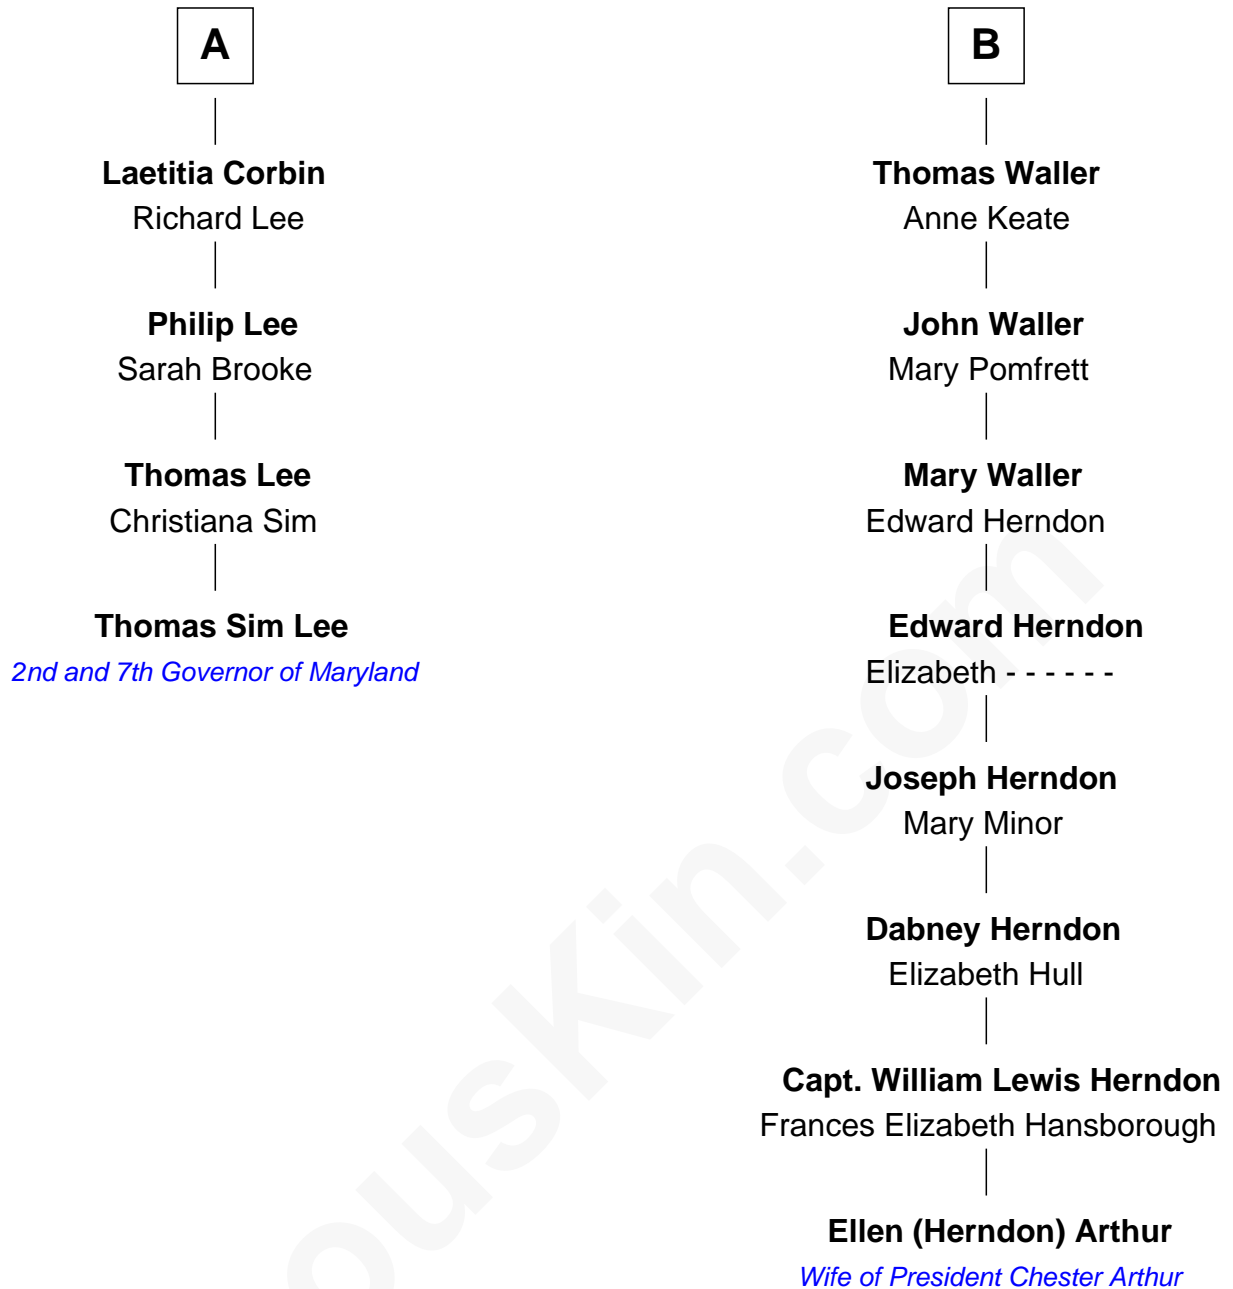 A
Laetitia Corbin
Richard Lee
Philip Lee
Sarah Brooke
Thomas Lee
Christiana Sim
Thomas Sim Lee
2nd and 7th Governor of Maryland
B
Thomas Waller
Anne Keate
John Waller
Mary Pomfrett
Mary Waller
Edward Herndon
Edward Herndon
Elizabeth - - - - - -
Joseph Herndon
Mary Minor
Dabney Herndon
Elizabeth Hull
Capt. William Lewis Herndon
Frances Elizabeth Hansborough
Ellen (Herndon) Arthur
Wife of President Chester Arthur
ousKin.com